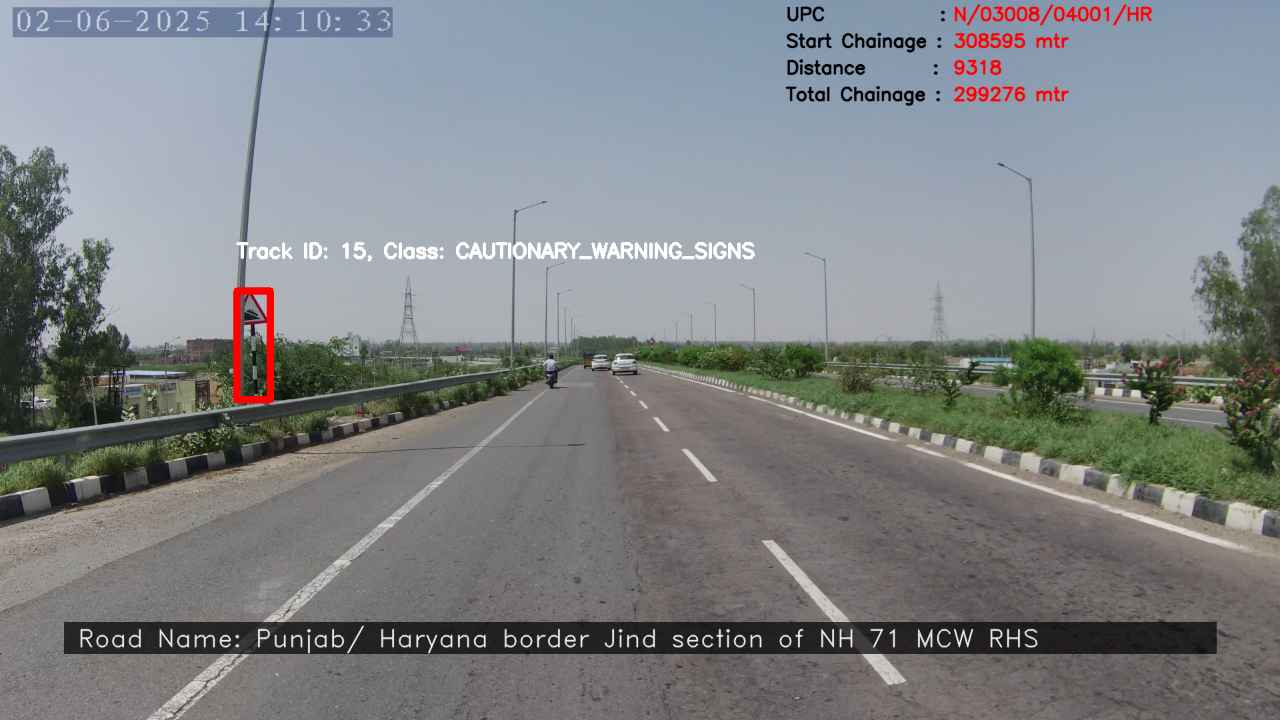 02-06-2025 14:10:33
UPC : N/03008/04001/HR
Start Chainage : 308595 mtr
Distance : 9318
Total Chainage : 299276 mtr
Track ID: 15, Class: CAUTIONARY_WARNING_SIGNS
Road Name: Punjab/ Haryana border Jind section of NH 71 MCW RHS